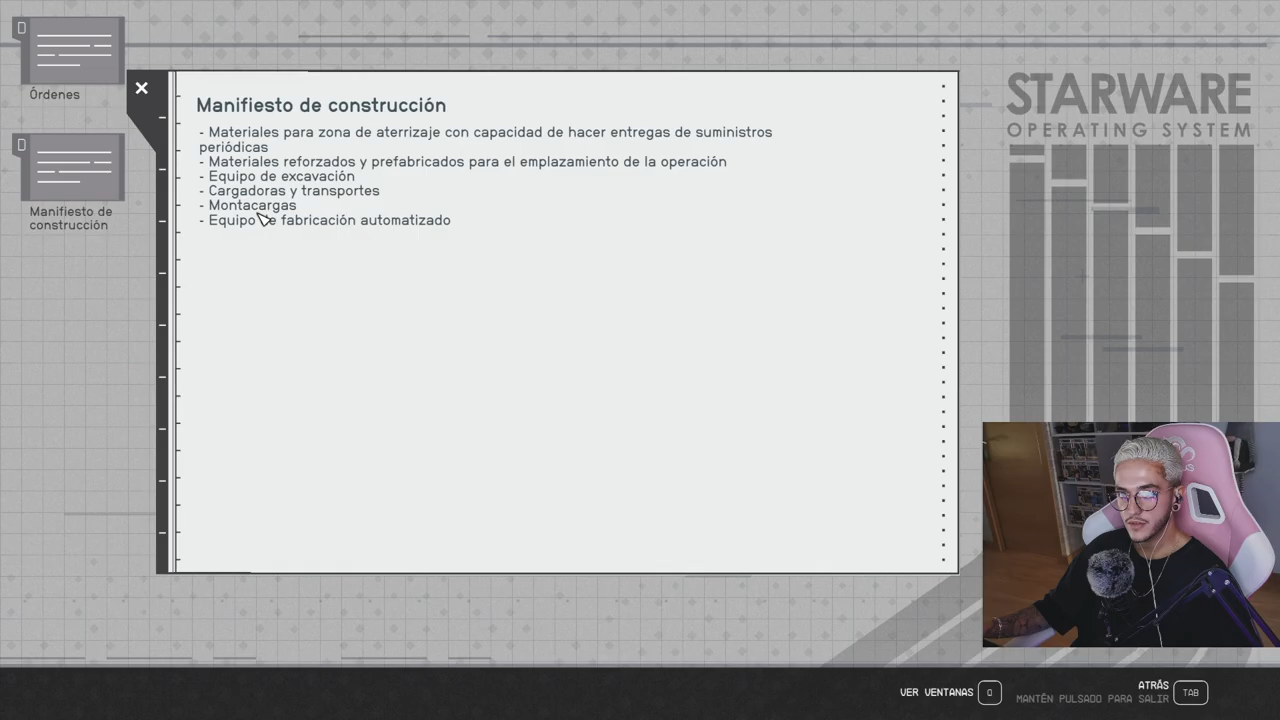 Órdenes
Manifiesto de
construcción
Manifiesto de construcción
- Materiales para zona de aterrizaje con capacidad de hacer entregas de suministros
periódicas
- Materiales reforzados y prefabricados para el emplazamiento de la operación
- Equipo de excavación
- Cargadoras y transportes
- Montacargas
- Equipo de fabricación automatizado
STARWARE
OPERATING SYSTEM
VER VENTANAS Q
ATRÁS
MANTÉN PULSADO PARA SALIR TAB